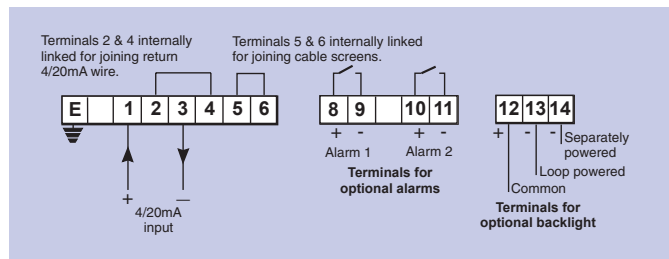 Terminals 2 & 4 internally
linked for joining return
4/20mA wire.
Terminals 5 & 6 internally linked
for joining cable screens.
E 1 2 3 4 5 6
8 9 10 11
12 13 14
+ - + -
Alarm 1 Alarm 2
Terminals for
optional alarms
+ - -
Separately
powered
Loop powered
Common
Terminals for
optional backlight
+ —
4/20mA
input